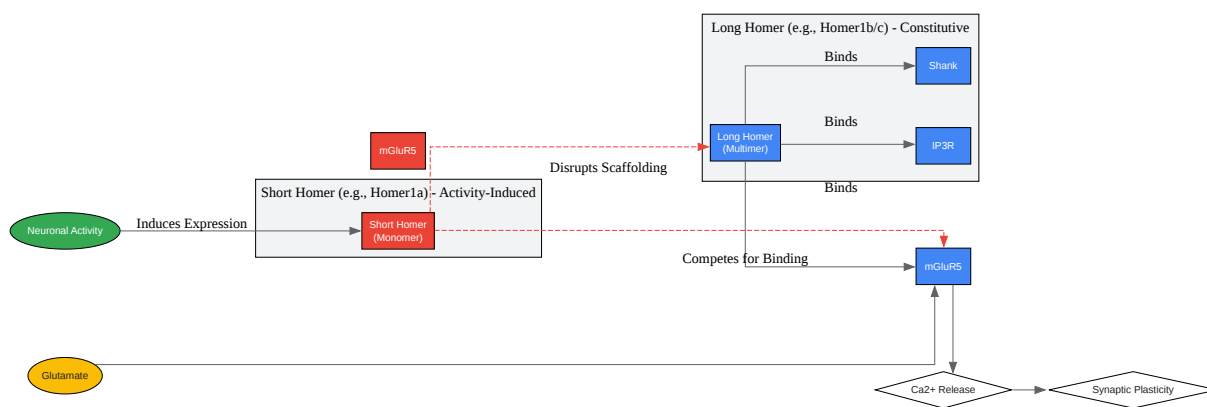 Long Homer (e.g., Homer1b/c) - Constitutive
Binds
Shank
mGluR5
Long Homer
(Multimer)
Binds
IP3R
Disrupts Scaffolding
Short Homer (e.g., Homer1a) - Activity-Induced
Binds
Neuronal Activity
Induces Expression
Short Homer
(Monomer)
Competes for Binding
mGluR5
Glutamate
Ca2+ Release
Synaptic Plasticity